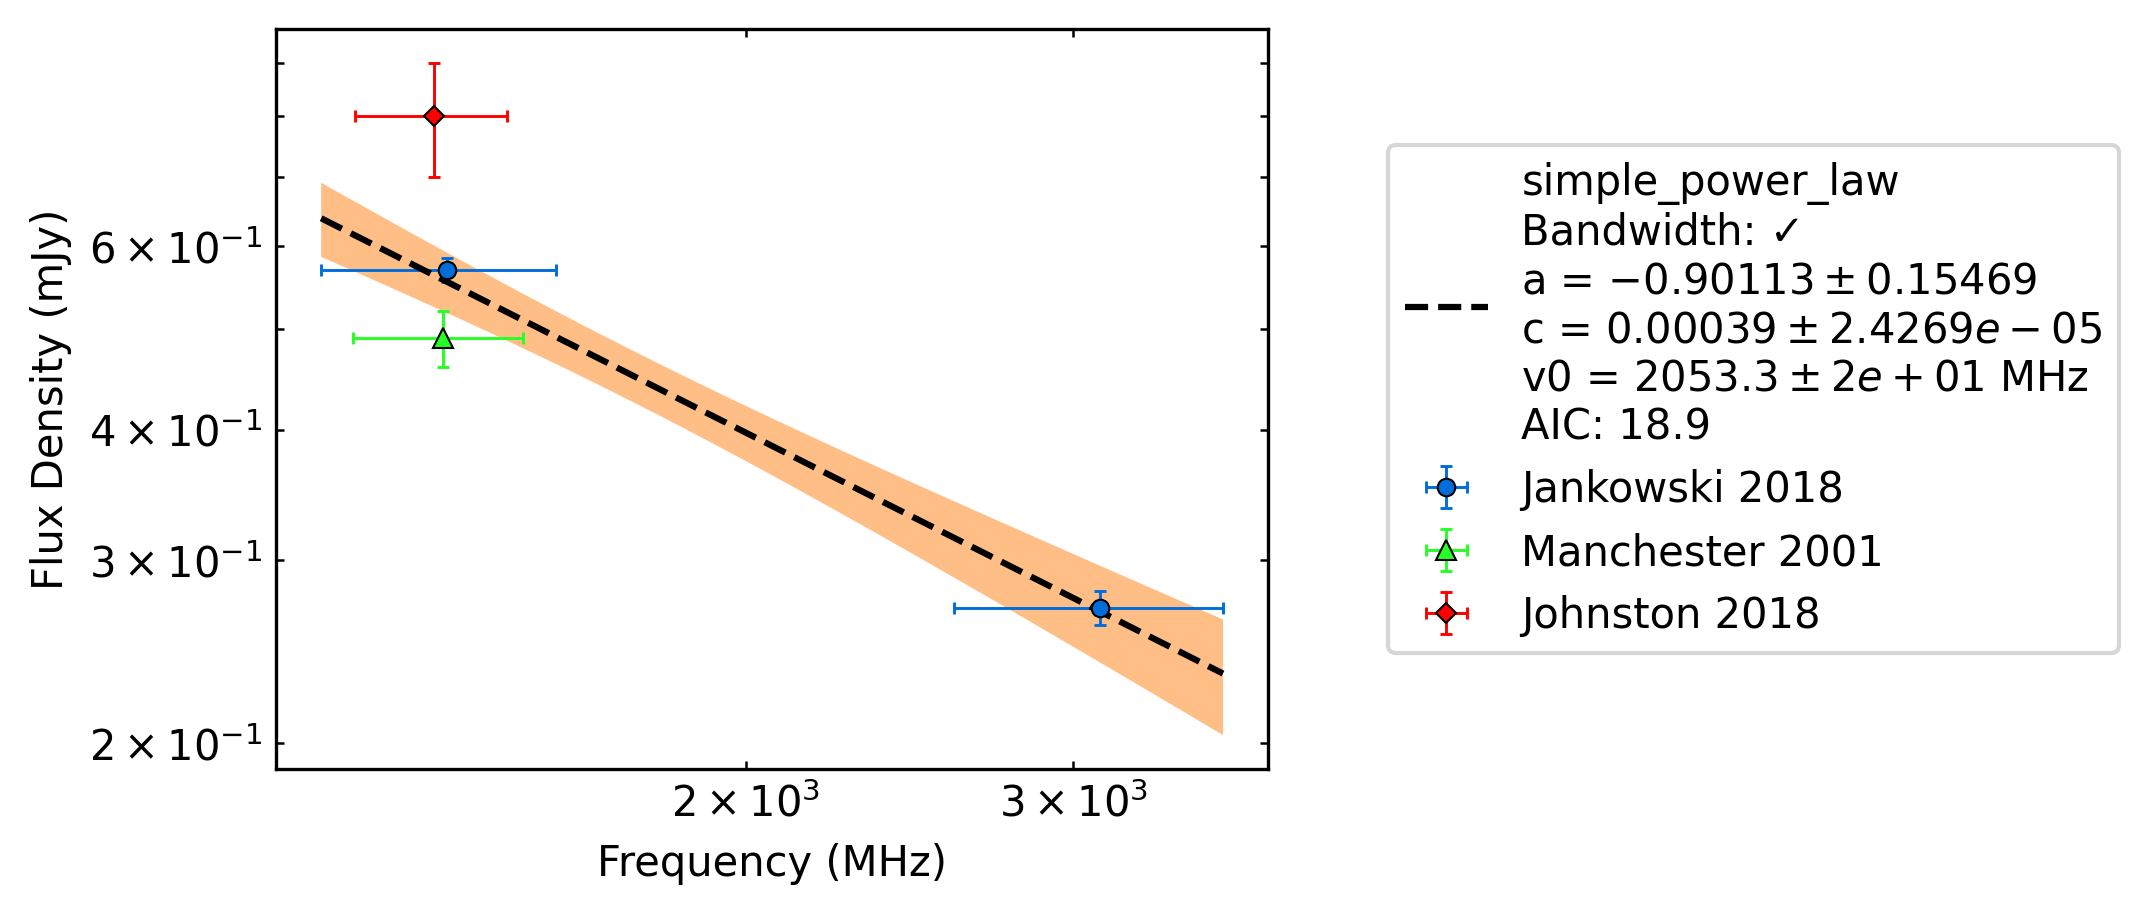 6 × 10⁻¹
4 × 10⁻¹
3 × 10⁻¹
2 × 10⁻¹
Flux Density (mJy)
2 × 10³
3 × 10³
Frequency (MHz)
simple_power_law
Bandwidth: ✓
a = −0.90113 ± 0.15469
c = 0.00039 ± 2.4269e − 05
v0 = 2053.3 ± 2e + 01 MHz
AIC: 18.9
Jankowski 2018
Manchester 2001
Johnston 2018